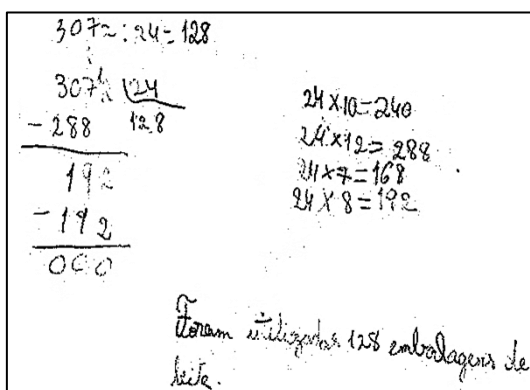 3072 : 24 = 128
3072 24
- 288 128
192
- 192
000
24 x 10 = 240
24 x 12 = 288
24 x 7 = 168
24 x 8 = 192
Foram utilizadas 128 embalagens de
leite.